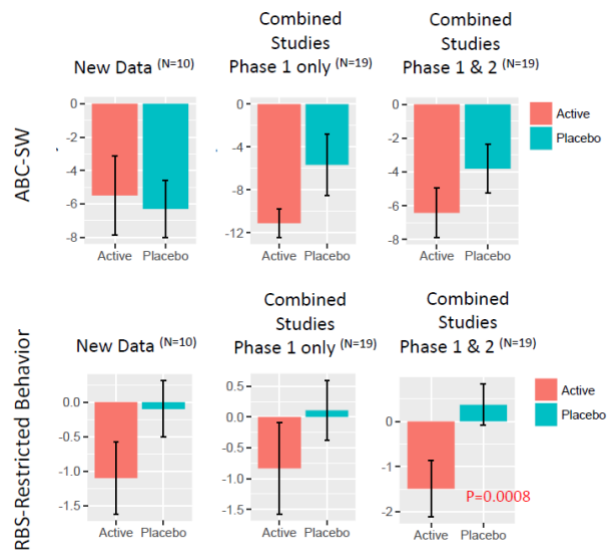 Combined
Studies
Phase 1 only (N=19)
Combined
Studies
Phase 1 & 2 (N=19)
New Data (N=10)
ABC-SW
0
-2
-4
-6
-8
Active
Placebo
0
-4
-8
-12
Active
Placebo
0
-2
-4
-6
-8
Active
Placebo
Active
Placebo
Combined
Studies
Phase 1 only (N=19)
Combined
Studies
Phase 1 & 2 (N=19)
New Data (N=10)
RBS-Restricted Behavior
0.0
-0.5
-1.0
-1.5
Active
Placebo
0.5
0.0
-0.5
-1.0
-1.5
Active
Placebo
0
-1
-2
P=0.0008
Active
Placebo
Active
Placebo